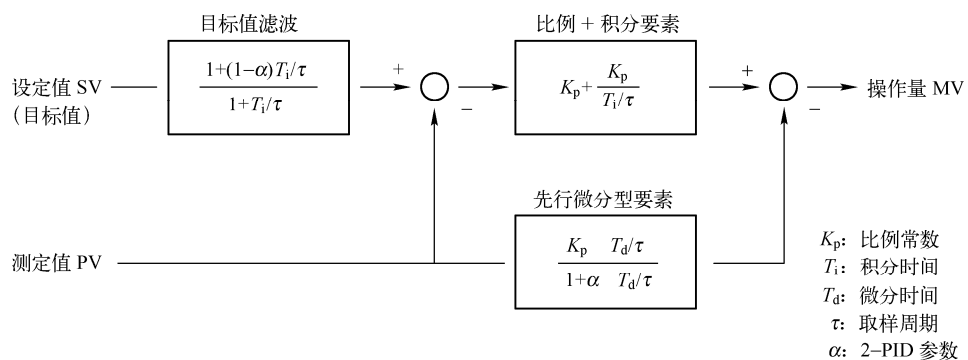 目标值滤波
比例 + 积分要素
设定值 SV
(目标值)
1+(1−α)Ti/τ
1+Ti/τ
+
−
Kp+
Kp
Ti/τ
+
−
操作量 MV
先行微分型要素
测定值 PV
Kp Td/τ
1+α Td/τ
Kp: 比例常数
Ti: 积分时间
Td: 微分时间
τ: 取样周期
α: 2−PID 参数